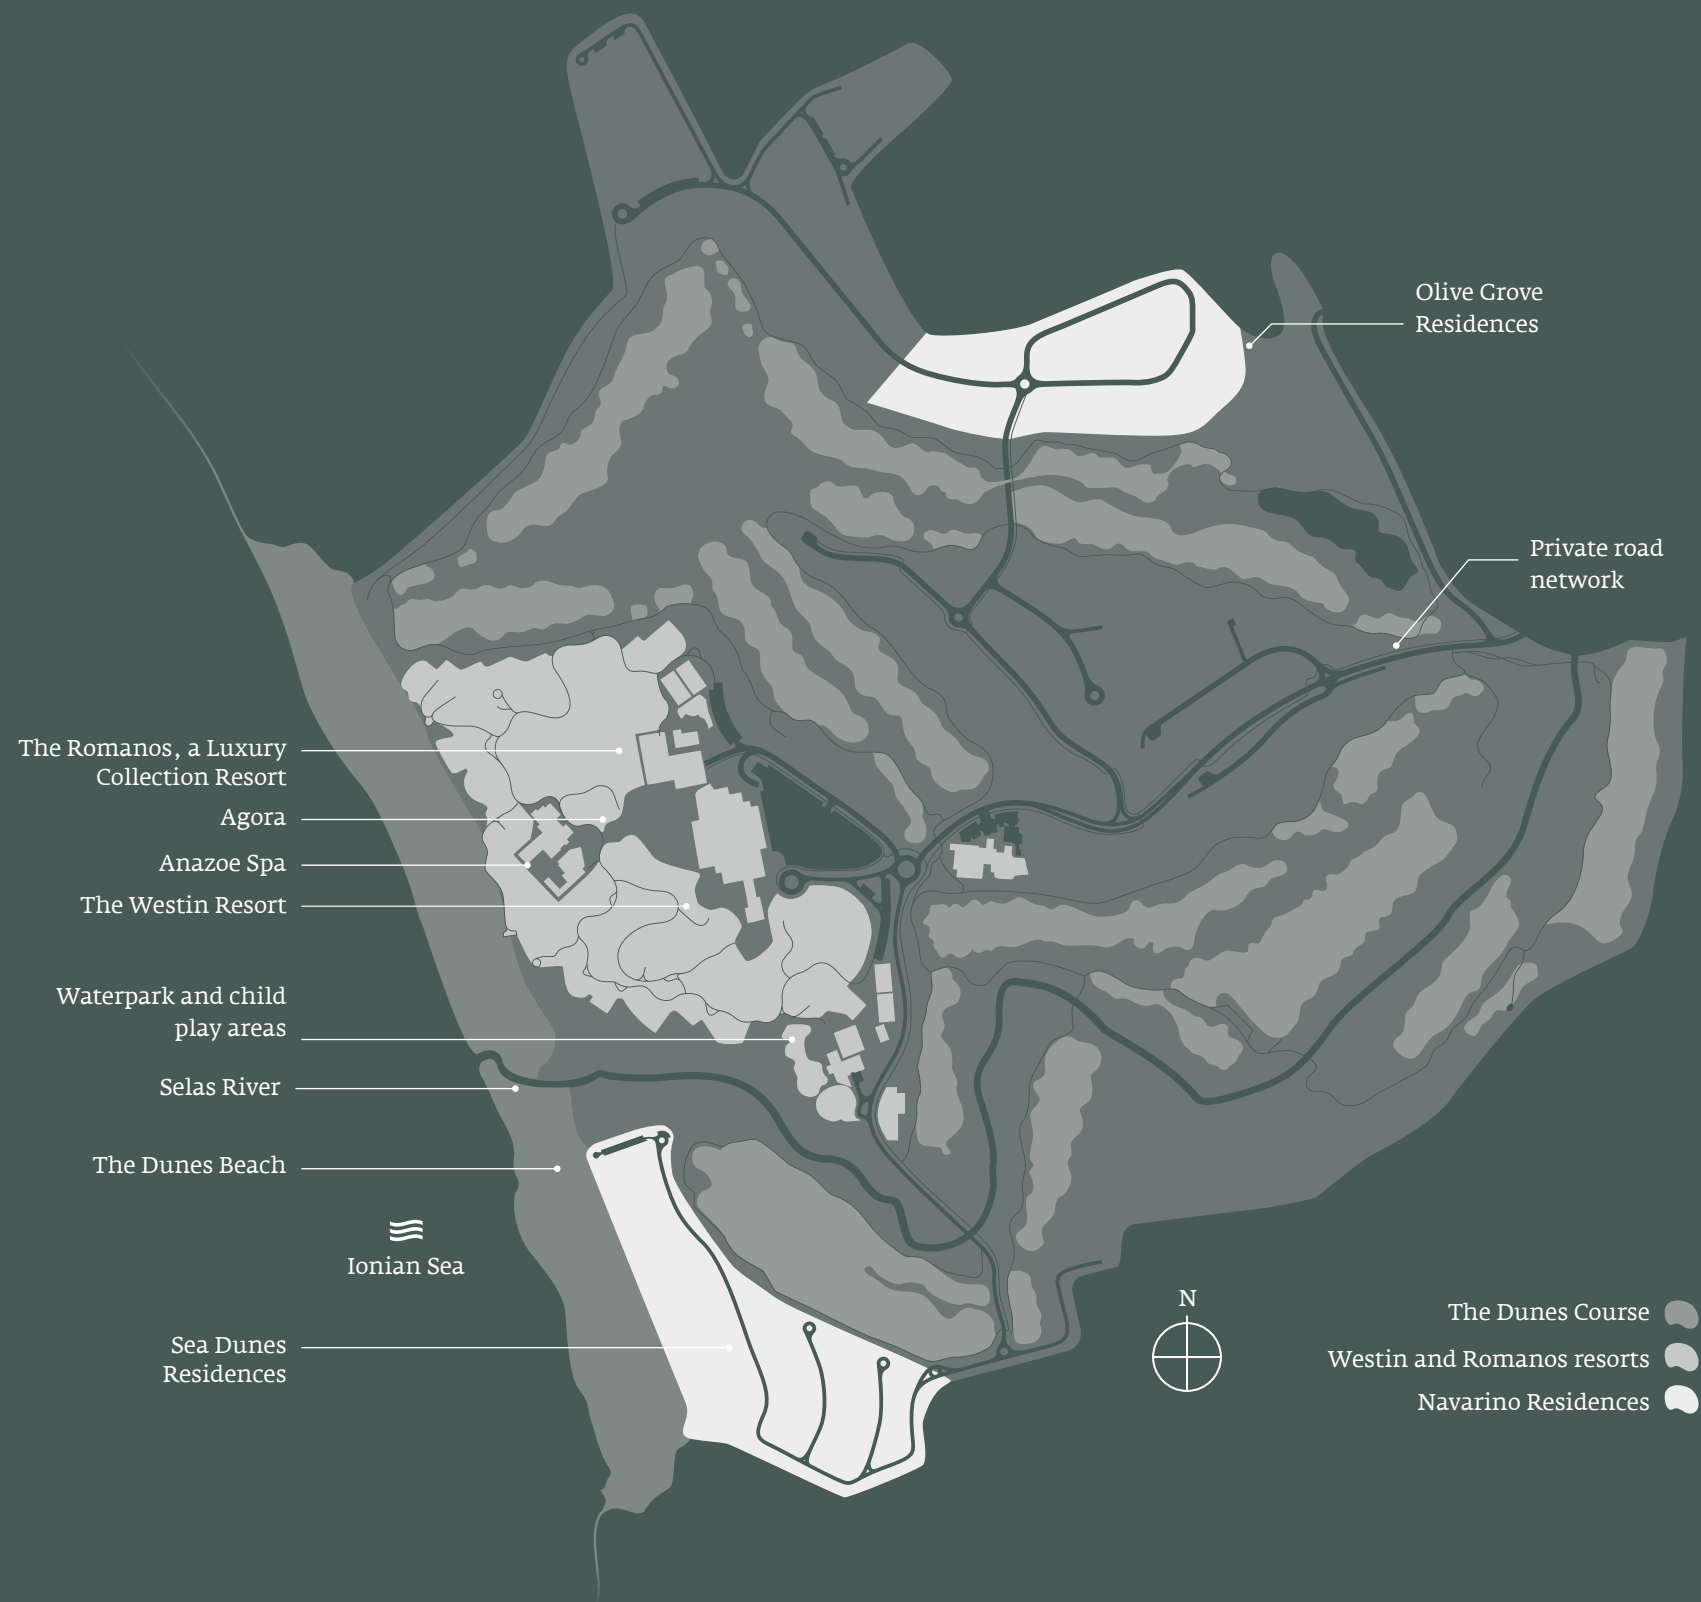 Olive Grove
Residences
Private road
network
The Romanos, a Luxury
Collection Resort
Agora
Anazoe Spa
The Westin Resort
Waterpark and child
play areas
Selas River
The Dunes Beach
Ionian Sea
Sea Dunes
Residences
N
The Dunes Course
Westin and Romanos resorts
Navarino Residences